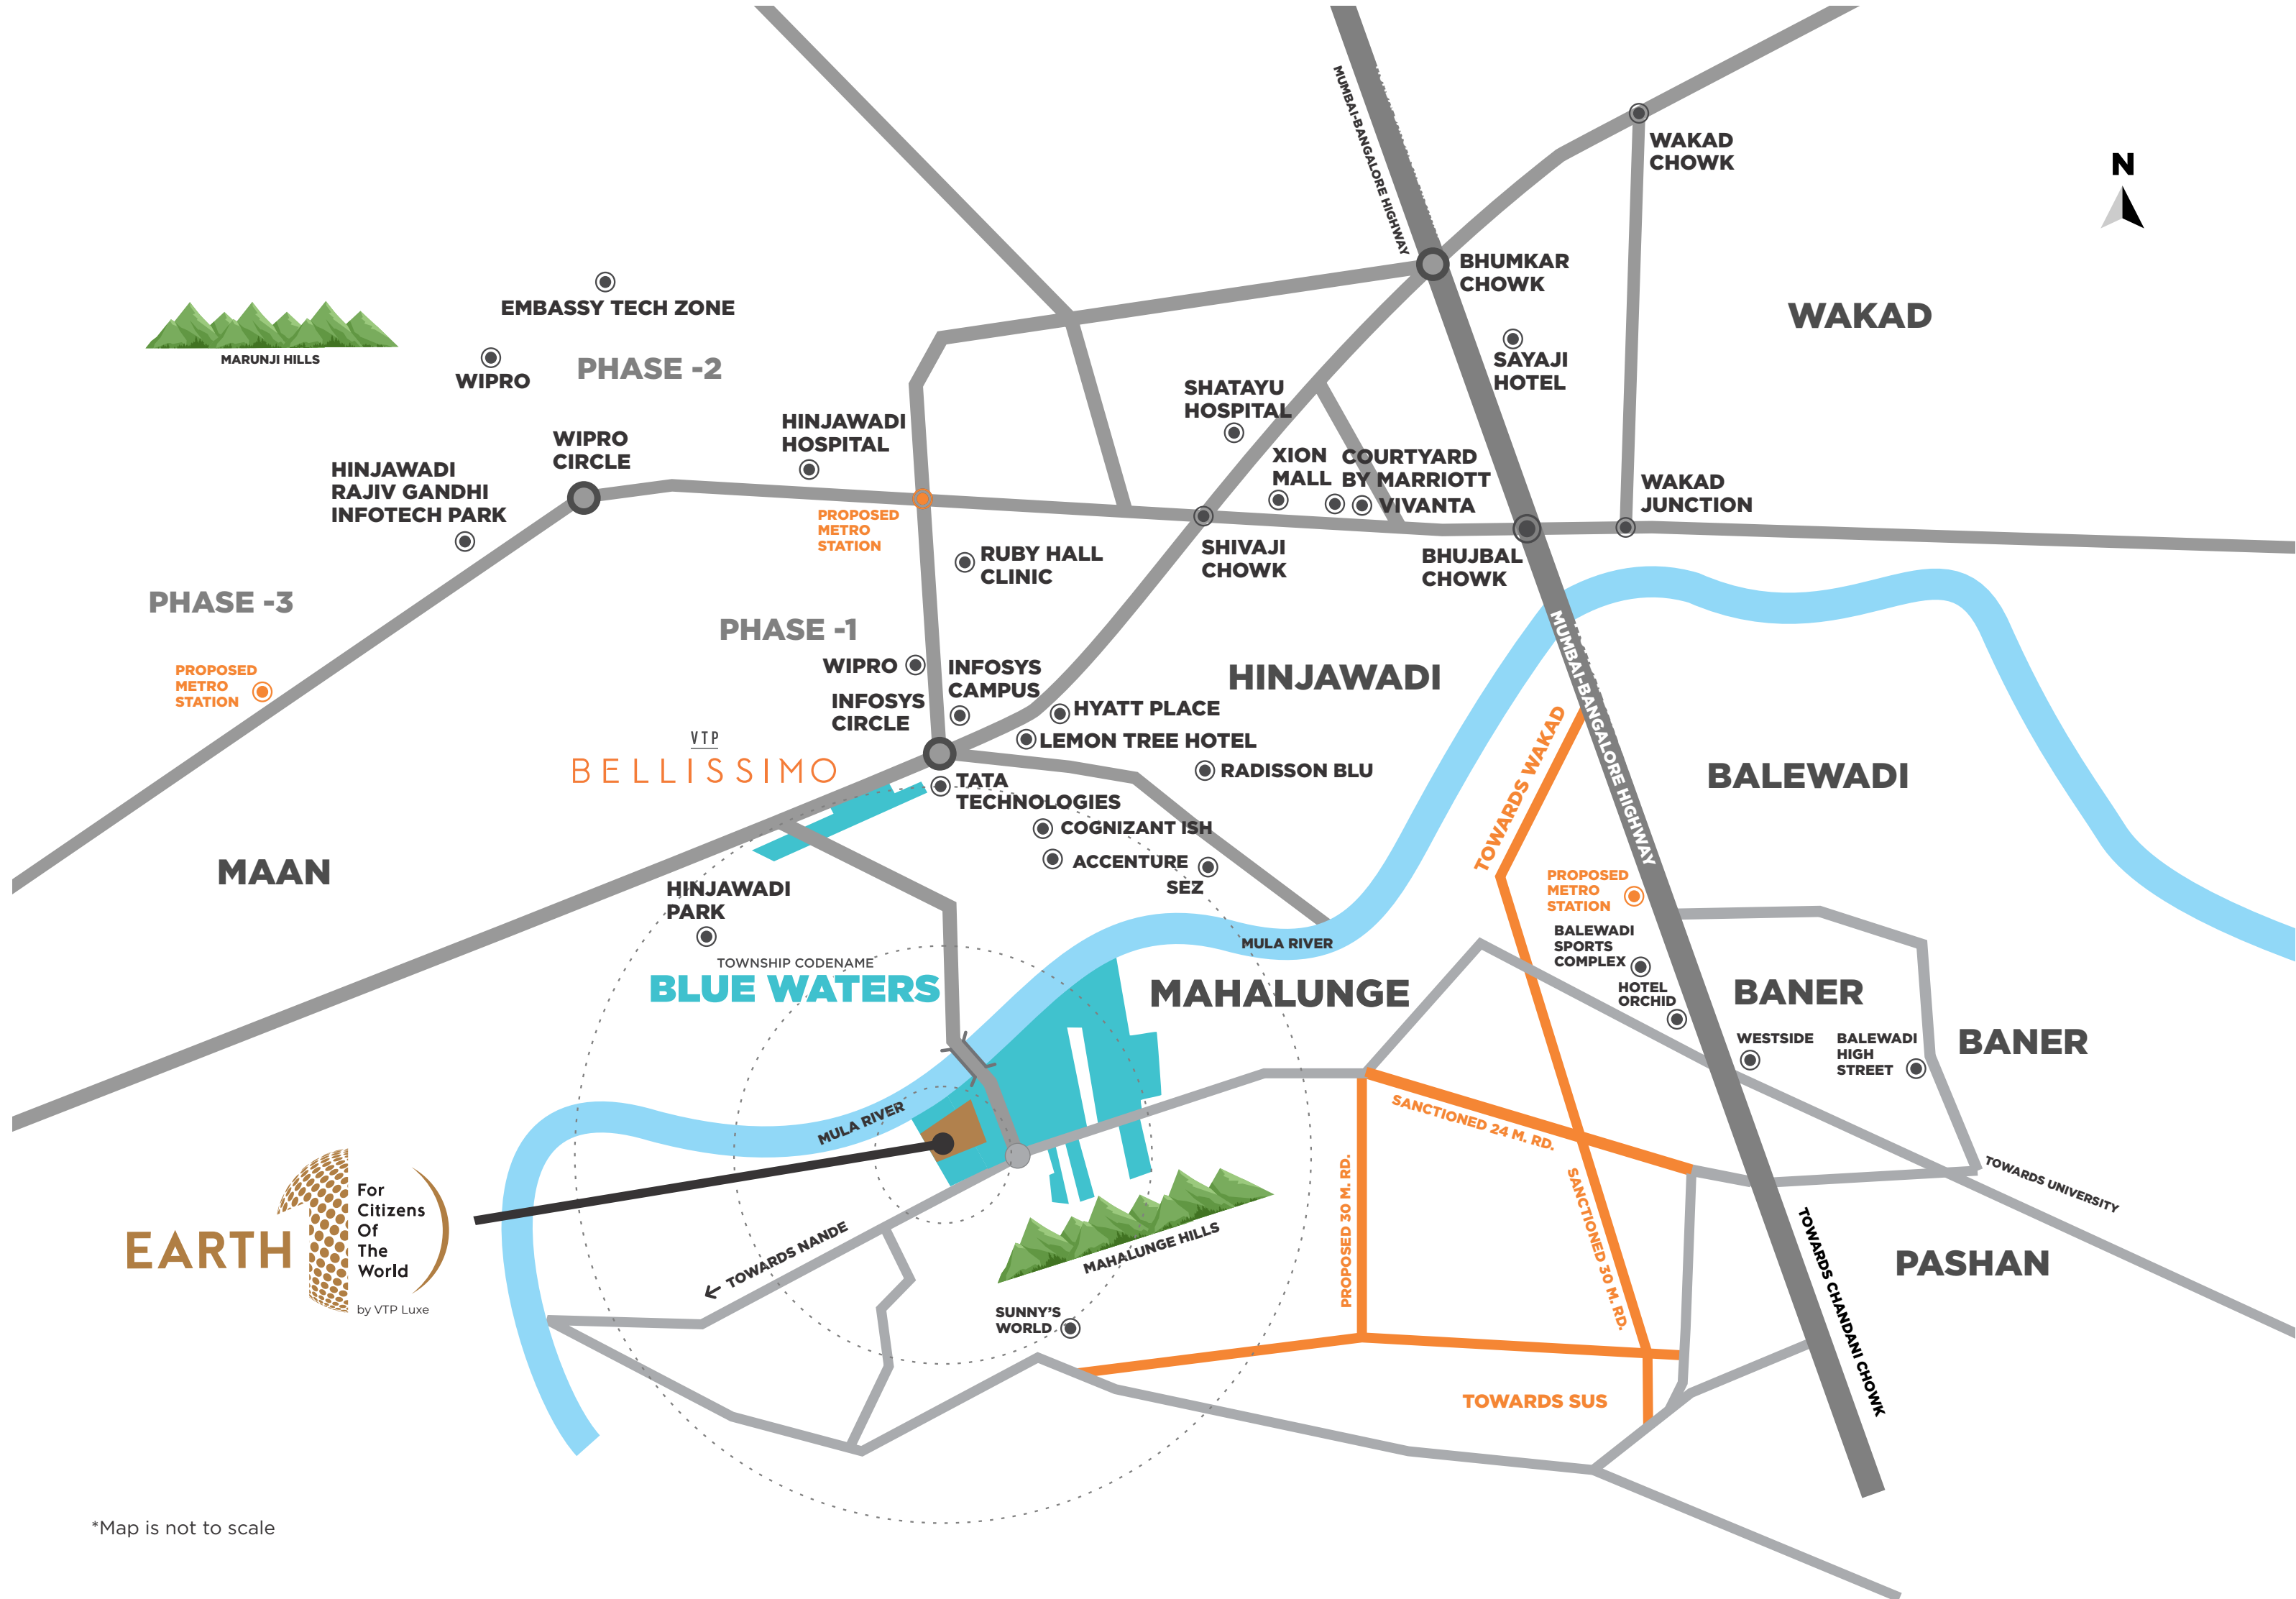 MUMBAI-BANGALORE HIGHWAY
WAKAD
CHOWK
N
BHUMKAR
CHOWK
WAKAD
EMBASSY TECH ZONE
MARUNJI HILLS
WIPRO
PHASE -2
SAYAJI
HOTEL
SHATAYU
HOSPITAL
HINJAWADI
HOSPITAL
WIPRO
CIRCLE
XION
MALL
COURTYARD
BY MARRIOTT
VIVANTA
HINJAWADI
RAJIV GANDHI
INFOTECH PARK
WAKAD
JUNCTION
PROPOSED
METRO
STATION
RUBY HALL
CLINIC
SHIVAJI
CHOWK
BHUJBAL
CHOWK
PHASE -3
PHASE -1
PROPOSED
METRO
STATION
WIPRO
INFOSYS
CAMPUS
INFOSYS
CIRCLE
HINJAWADI
MUMBAI-BANGALORE HIGHWAY
HYATT PLACE
LEMON TREE HOTEL
RADISSON BLU
VTP
BELLISSIMO
TATA
TECHNOLOGIES
TOWARDS WAKAD
BALEWADI
COGNIZANT ISH
ACCENTURE
SEZ
MAAN
HINJAWADI
PARK
PROPOSED
METRO
STATION
BALEWADI
SPORTS
COMPLEX
MULA RIVER
TOWNSHIP CODENAME
BLUE WATERS
MAHALUNGE
HOTEL
ORCHID
BANER
WESTSIDE
BALEWADI
HIGH
STREET
BANER
MULA RIVER
SANCTIONED 24 M. RD.
PROPOSED 30 M. RD.
SANCTIONED 30 M. RD.
TOWARDS UNIVERSITY
EARTH 1
For
Citizens
Of
The
World
by VTP Luxe
TOWARDS NANDE
MAHALUNGE HILLS
TOWARDS CHANDANI CHOWK
PASHAN
SUNNY'S
WORLD
TOWARDS SUS
*Map is not to scale